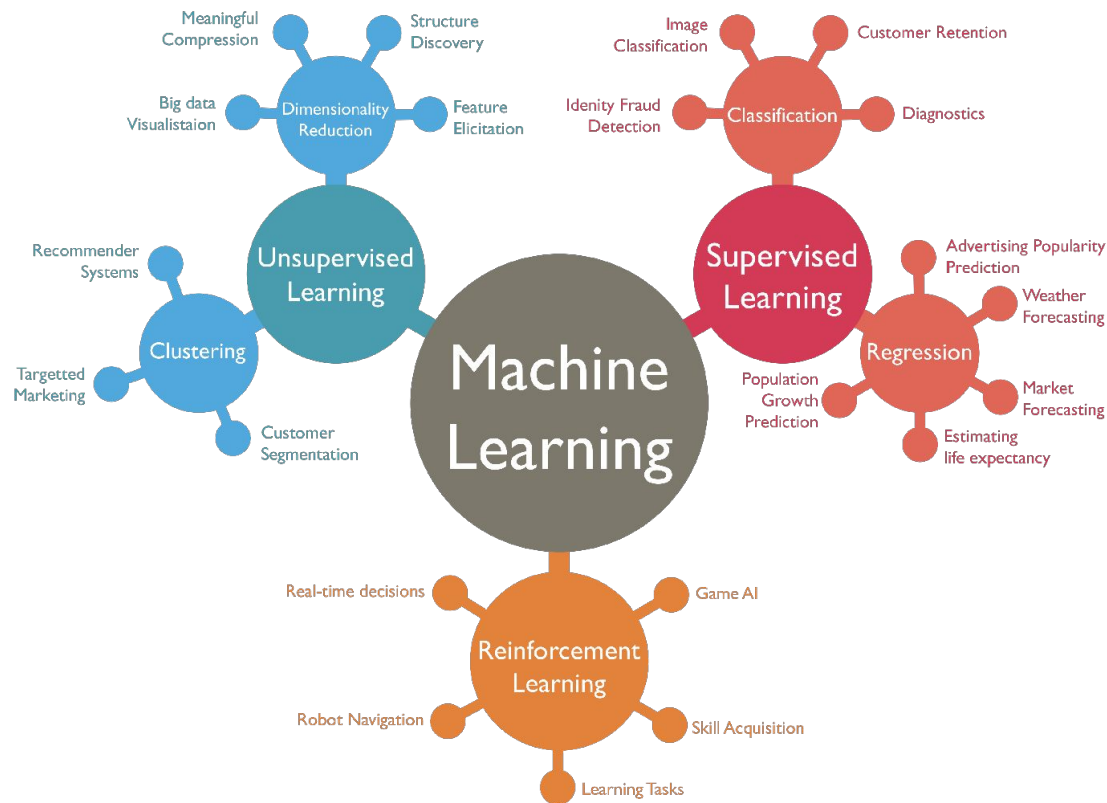 Meaningful
Compression
Structure
Discovery
Big data
Visualistaion
Dimensionality
Reduction
Feature
Elicitation
Image
Classification
Customer Retention
Idenity Fraud
Detection
Classification
Diagnostics
Recommender
Systems
Unsupervised
Learning
Clustering
Targetted
Marketing
Customer
Segmentation
Machine
Learning
Supervised
Learning
Advertising Popularity
Prediction
Weather
Forecasting
Regression
Population
Growth
Prediction
Market
Forecasting
Estimating
life expectancy
Real-time decisions
Game AI
Reinforcement
Learning
Robot Navigation
Skill Acquisition
Learning Tasks